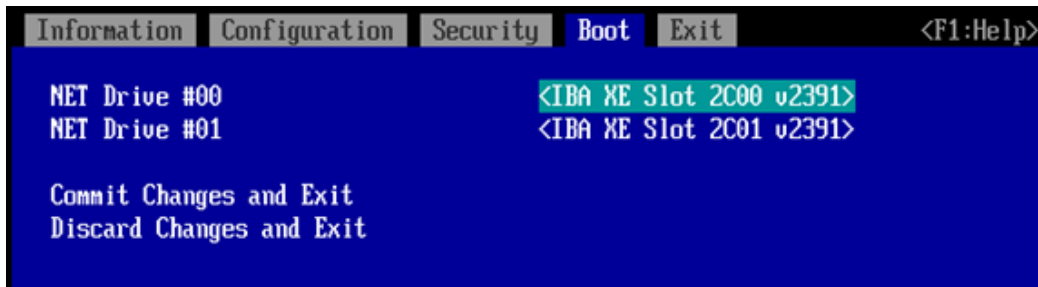 Information Configuration Security Boot Exit <F1:Help>
NET Drive #00 <IBA XE Slot 2C00 v2391>
NET Drive #01 <IBA XE Slot 2C01 v2391>
Commit Changes and Exit
Discard Changes and Exit